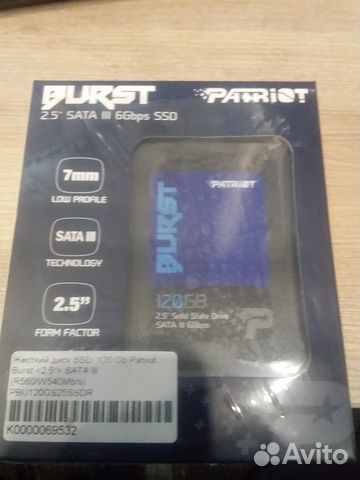 BURST
PATRIOT
2.5" SATA III 6Gbps SSD
7mm
LOW PROFILE
SATA III
TECHNOLOGY
2.5"
FORM FACTOR
BURST
PATRIOT
120GB
2.5" Solid State Drive
SATA III 6Gbps
Жесткий диск SSD 120 Gb Patriot
Burst <2.5"> SATA III
(R560/W540Mb/s)
PBU120GS25SSDR
K0000069532
Avito